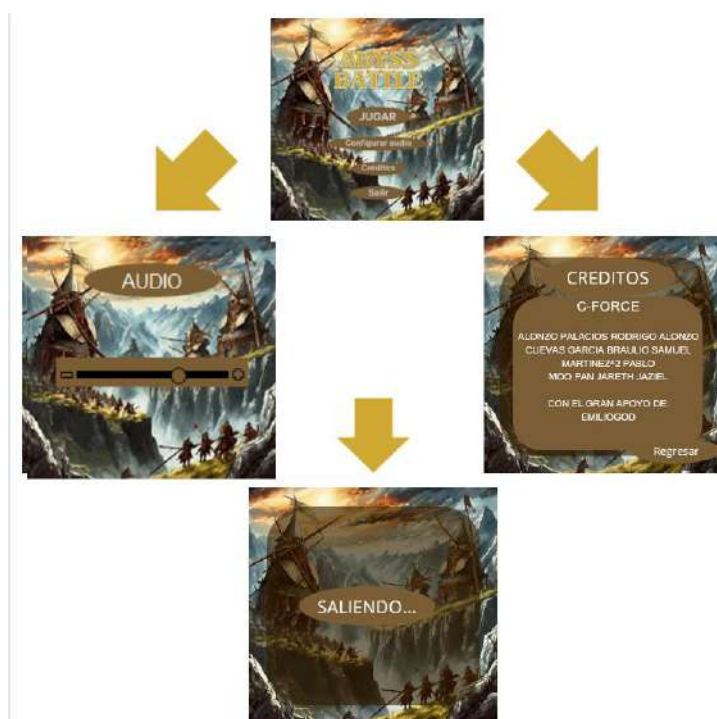 ABYSS
BATTLE
JUGAR
Configurar audio
Creditos
Salir
AUDIO
CREDITOS
G-FORCE
ALONZO PALACIOS RODRIGO ALONZO
CUEVAS GARCIA BRAULIO SAMUEL
MARTINEZ^2 PABLO
MOO PAN JARETH JAZIEL
CON EL GRAN APOYO DE
EMILIOGOD
Regresar
SALIENDO...